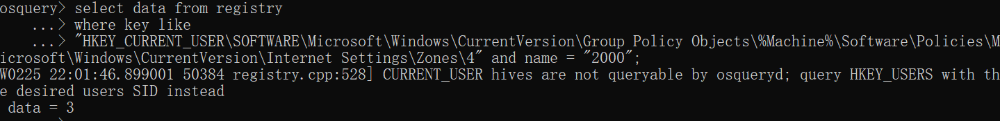 osquery> select data from registry
    ...> where key like
    ...> "HKEY_CURRENT_USER\SOFTWARE\Microsoft\Windows\CurrentVersion\Group Policy Objects\%Machine%\Software\Policies\M
icrosoft\Windows\CurrentVersion\Internet Settings\Zones\4" and name = "2000";
W0225 22:01:46.899001 50384 registry.cpp:528] CURRENT_USER hives are not queryable by osqueryd; query HKEY_USERS with th
e desired users SID instead
 data = 3